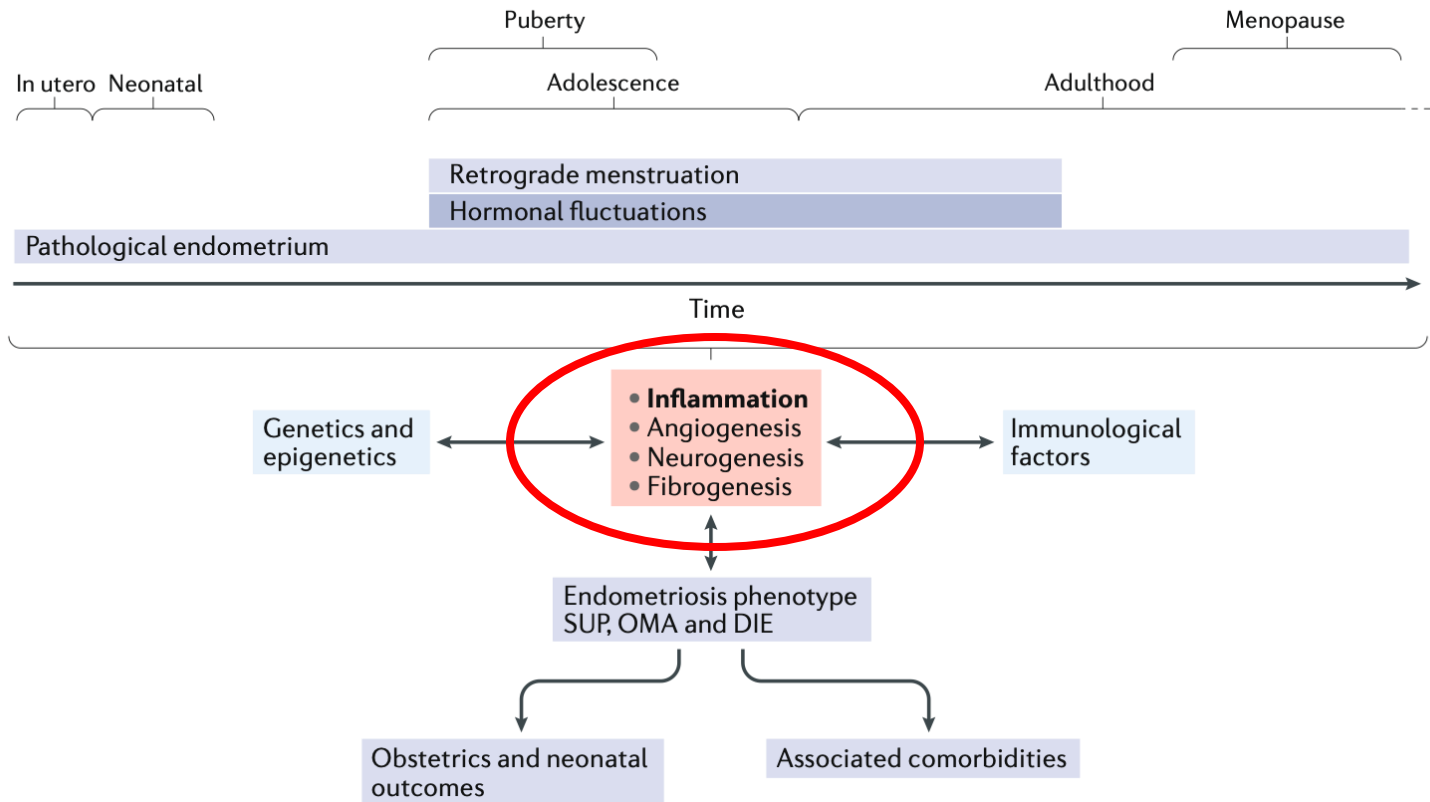 Puberty
Menopause
In utero
Neonatal
Adolescence
Adulthood
Retrograde menstruation
Hormonal fluctuations
Pathological endometrium
Time
Genetics and
epigenetics
• Inflammation
• Angiogenesis
• Neurogenesis
• Fibrogenesis
Immunological
factors
Endometriosis phenotype
SUP, OMA and DIE
Obstetrics and neonatal
outcomes
Associated comorbidities